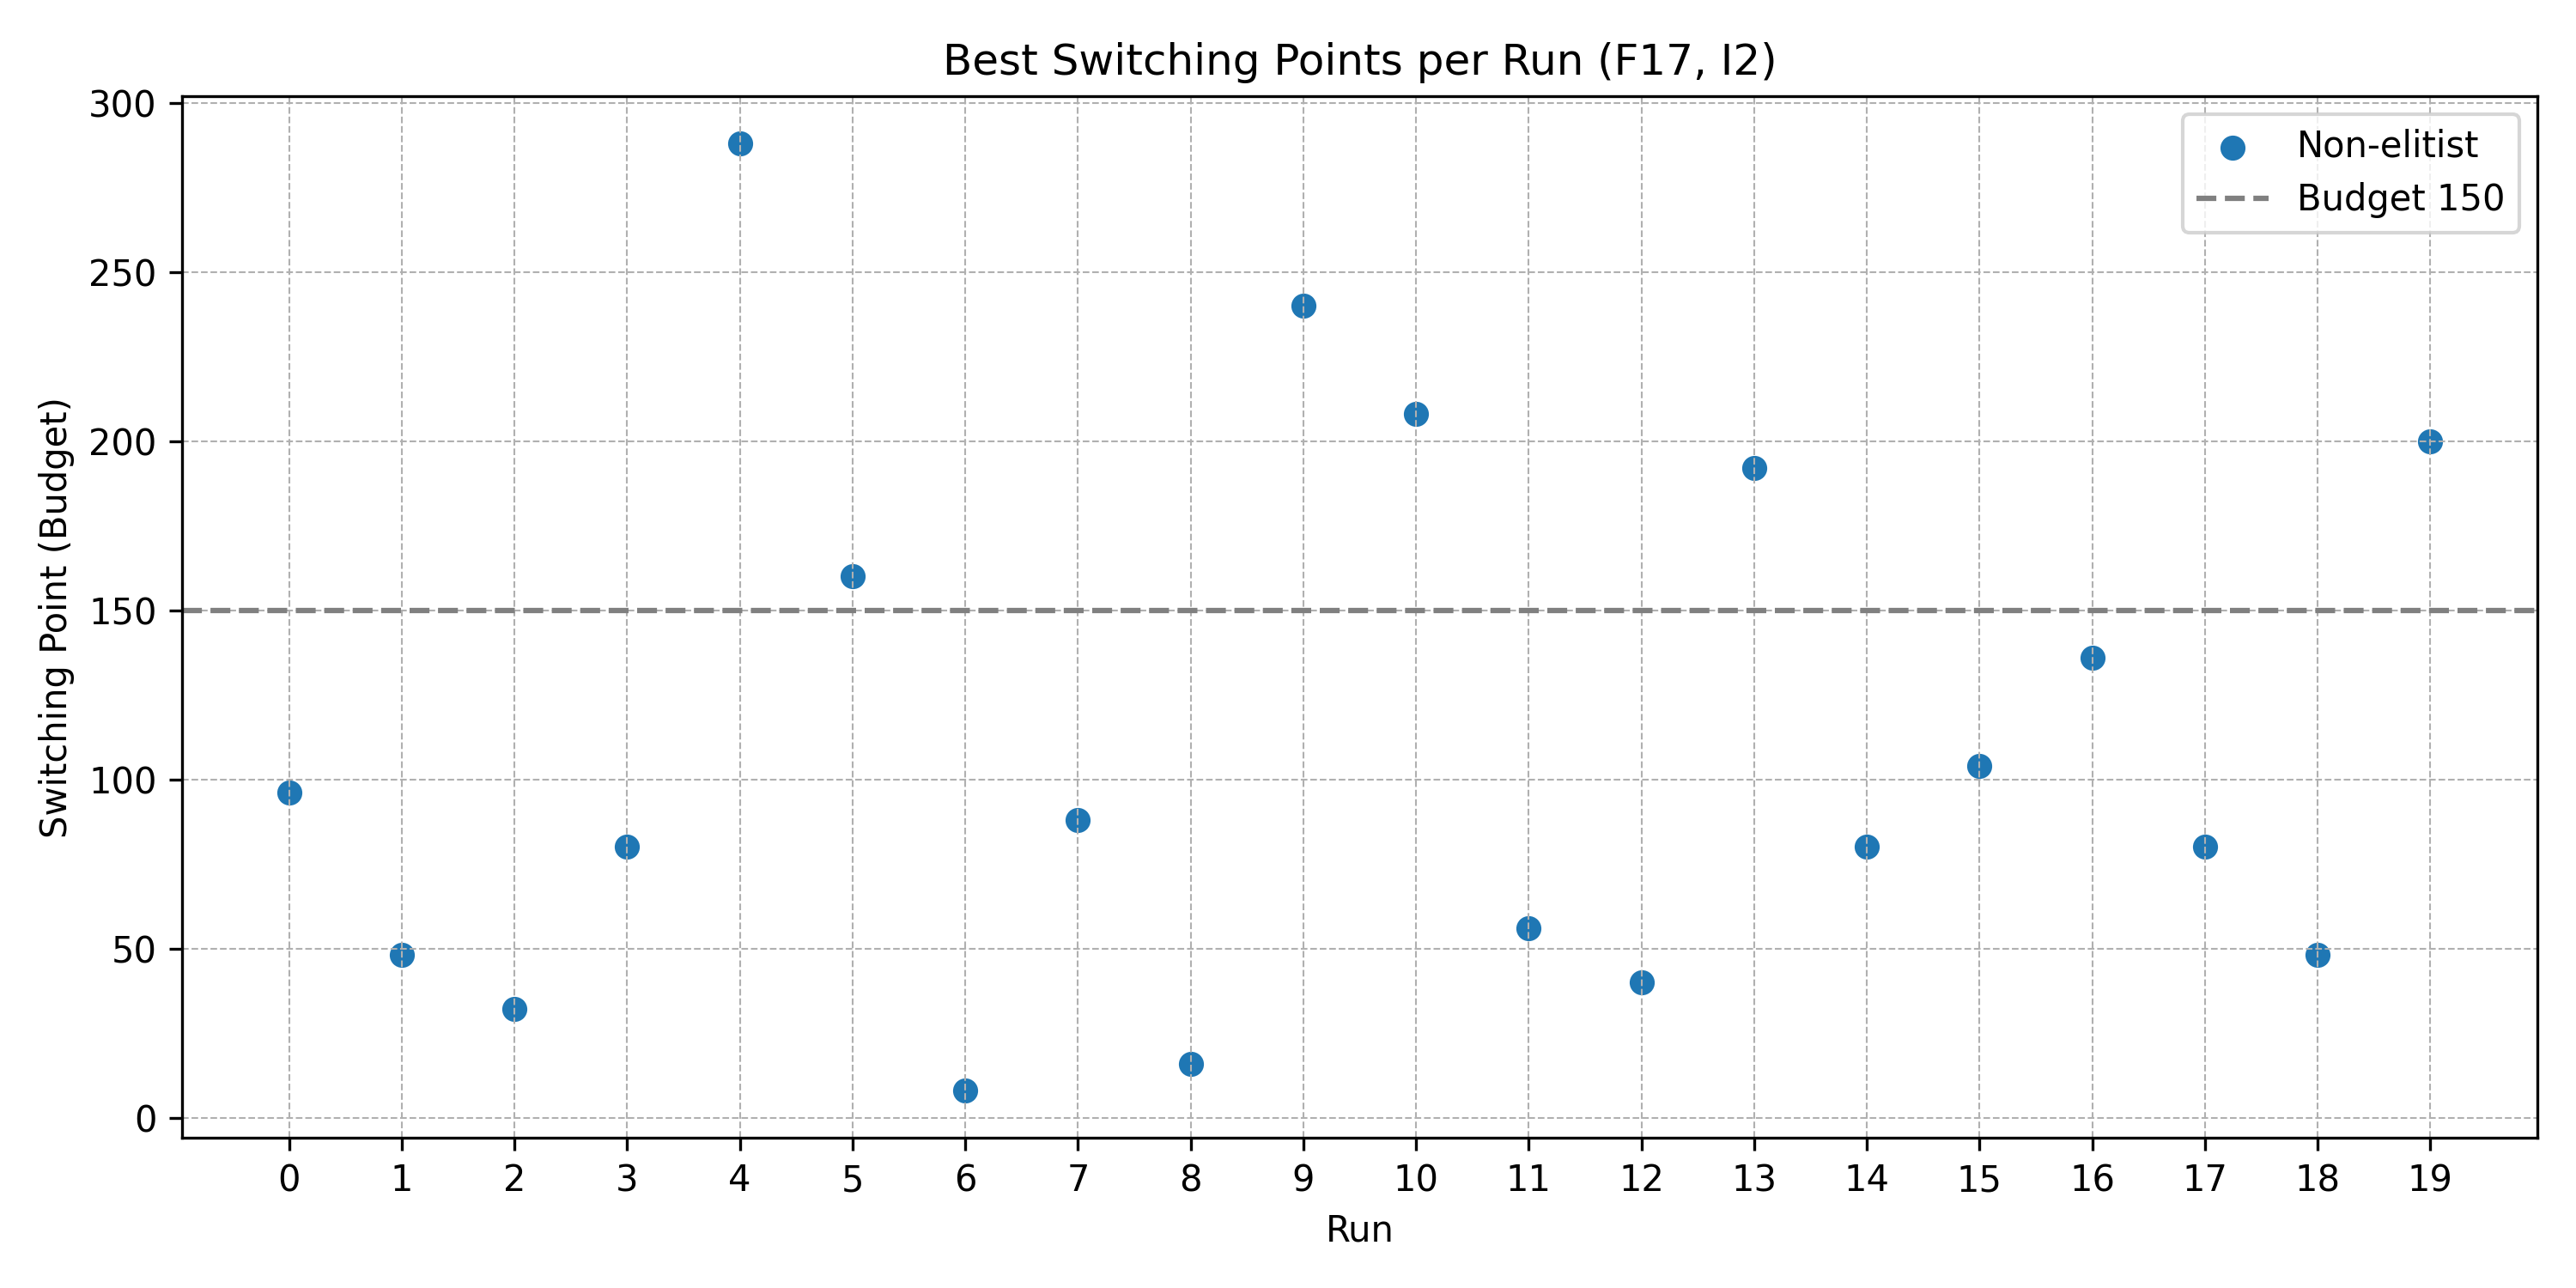 Best Switching Points per Run (F17, I2)
300
250
200
150
100
50
0
Switching Point (Budget)
Non-elitist
Budget 150
0 1 2 3 4 5 6 7 8 9 10 11 12 13 14 15 16 17 18 19
Run